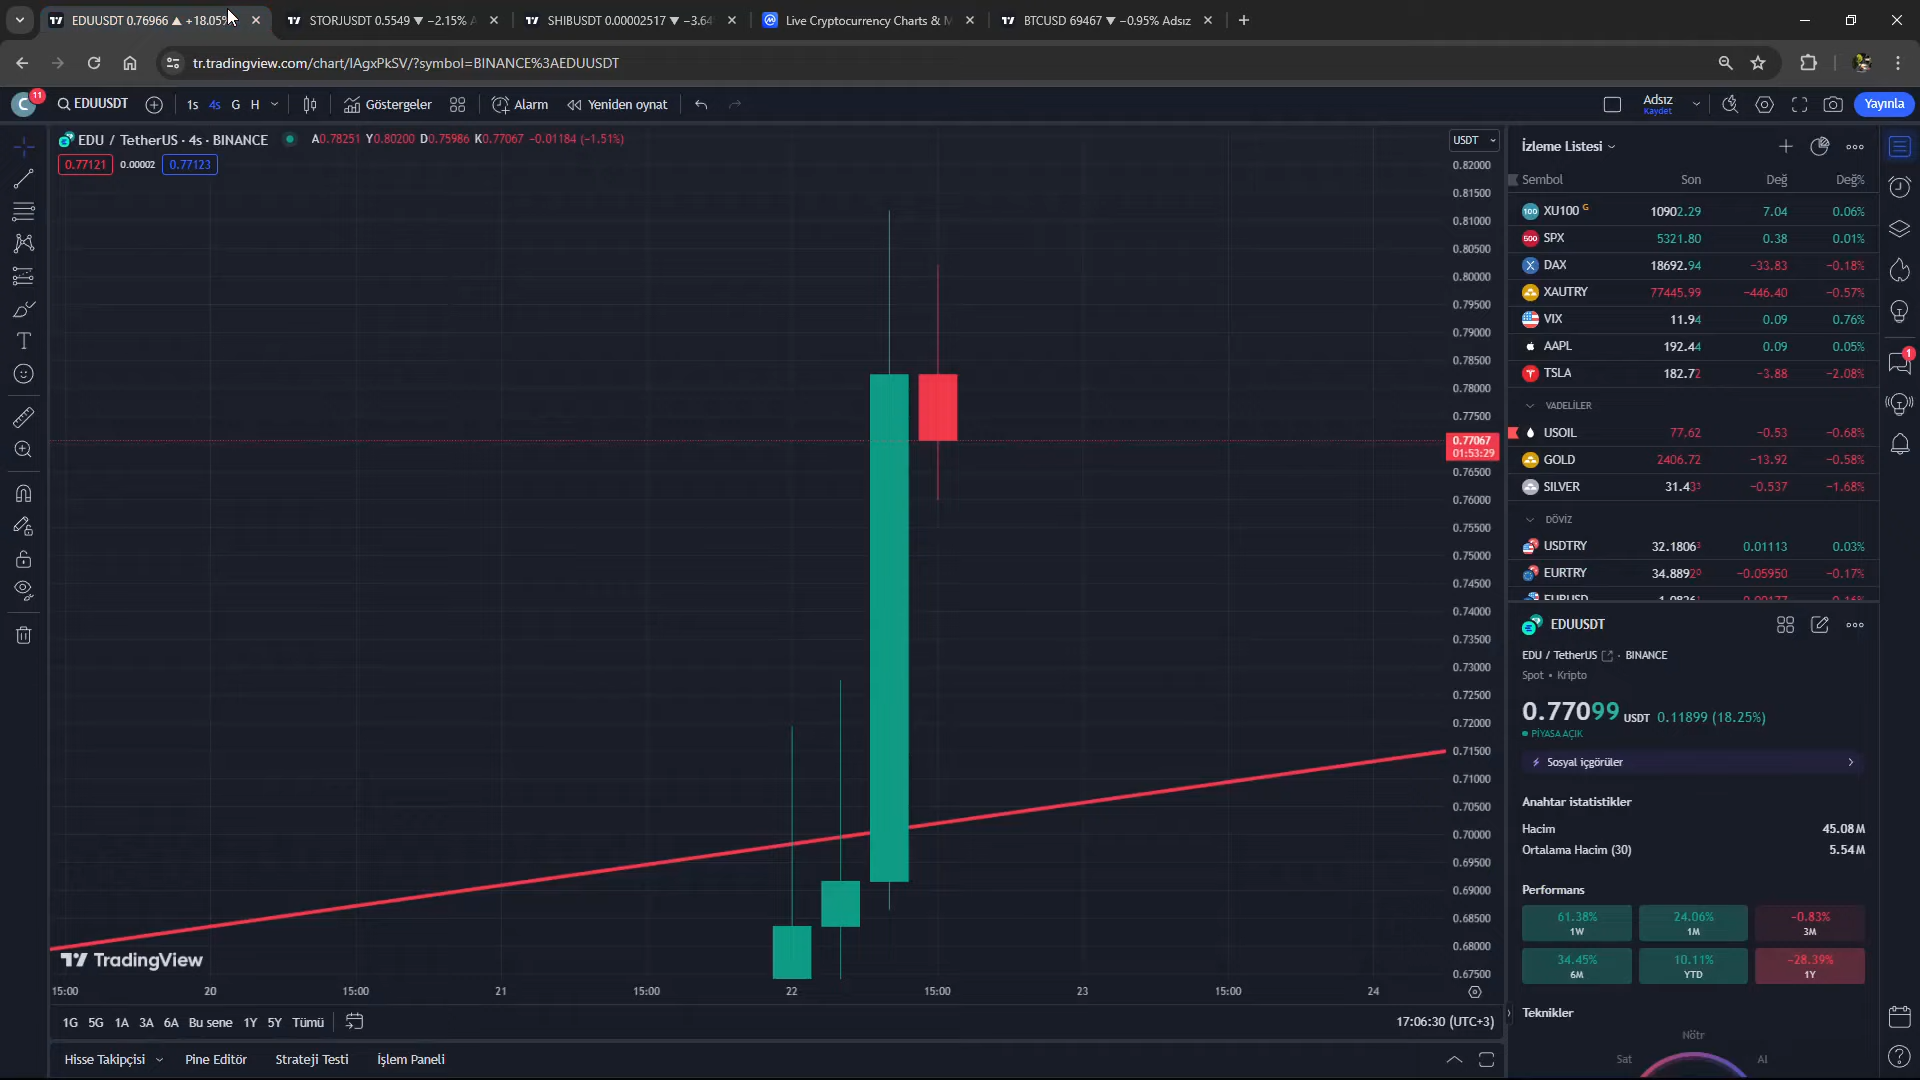 EDUUSDT 0.76966 ▲ +18.05%
STORJUSDT 0.5549 ▼ −2.15%
SHIBUSDT 0.00002517 ▼ −3.64
Live Cryptocurrency Charts & M
BTCUSD 69467 ▼ −0.95% Adsız
tr.tradingview.com/chart/lAgxPkSV/?symbol=BINANCE%3AEDUUSDT
C 11
EDUUSDT 1s 4s G H Göstergeler Alarm Yeniden oynat
Adsız
Kaydet
Yayınla
EDU / TetherUS · 4s · BINANCE A0.78251 Y0.80200 D0.75986 K0.77067 −0.01184 (−1.51%)
0.77121 0.00002 0.77123
USDT
0.82000
0.81500
0.81000
0.80500
0.80000
0.79500
0.79000
0.78500
0.78000
0.77500
0.77067
01:53:29
0.76500
0.76000
0.75500
0.75000
0.74500
0.74000
0.73500
0.73000
0.72500
0.72000
0.71500
0.71000
0.70500
0.70000
0.69500
0.69000
0.68500
0.68000
0.67500
TradingView
15:00 20 15:00 21 15:00 22 15:00 23 15:00 24
1G 5G 1A 3A 6A Bu sene 1Y 5Y Tümü
17:06:30 (UTC+3)
Hisse Takipçisi Pine Editör Strateji Testi İşlem Paneli
İzleme Listesi
Sembol Son Değ Değ%
100 XU100 G 10902.29 7.04 0.06%
500 SPX 5321.80 0.38 0.01%
DAX 18692.94 −33.83 −0.18%
XAUTRY 77445.99 −446.40 −0.57%
VIX 11.94 0.09 0.76%
AAPL 192.44 0.09 0.05%
TSLA 182.72 −3.88 −2.08%
VADELİLER
USOIL 77.62 −0.53 −0.68%
GOLD 2406.72 −13.92 −0.58%
SILVER 31.433 −0.537 −1.68%
DÖVİZ
USDTRY 32.1806³ 0.01113 0.03%
EURTRY 34.8892⁰ −0.05950 −0.17%
EURUSD
EDUUSDT
EDU / TetherUS · BINANCE
Spot • Kripto
0.77099 USDT 0.11899 (18.25%)
PİYASA AÇIK
Sosyal içgörüler
Anahtar istatistikler
Hacim 45.08M
Ortalama Hacim (30) 5.54M
Performans
61.38% 24.06% −0.83%
1W 1M 3M
34.45% 10.11% −28.39%
6M YTD 1Y
Teknikler
Nötr
Sat Al
1